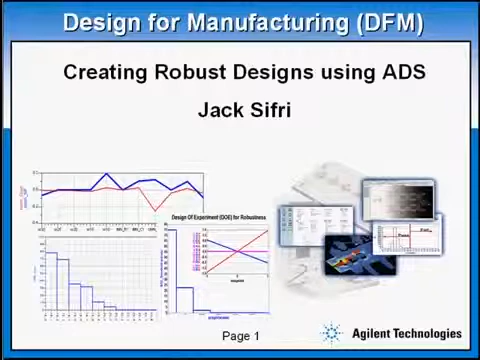 Design for Manufacturing (DFM)
Creating Robust Designs using ADS
Jack Sifri
Design Of Experiment (DOE) for Robustness
Page 1
Agilent Technologies